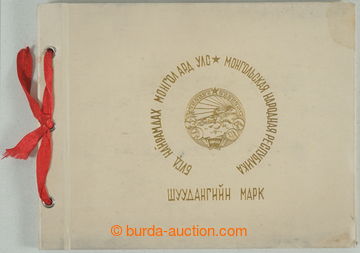 БҮГД НАЙРАМДАХ МОНГОЛ АРД УЛС ★ МОНГОЛЬСКАЯ НАРОДНАЯ РЕСПУБЛИКА
ШУУДАНГИЙН МАРК
© burda-auction.com